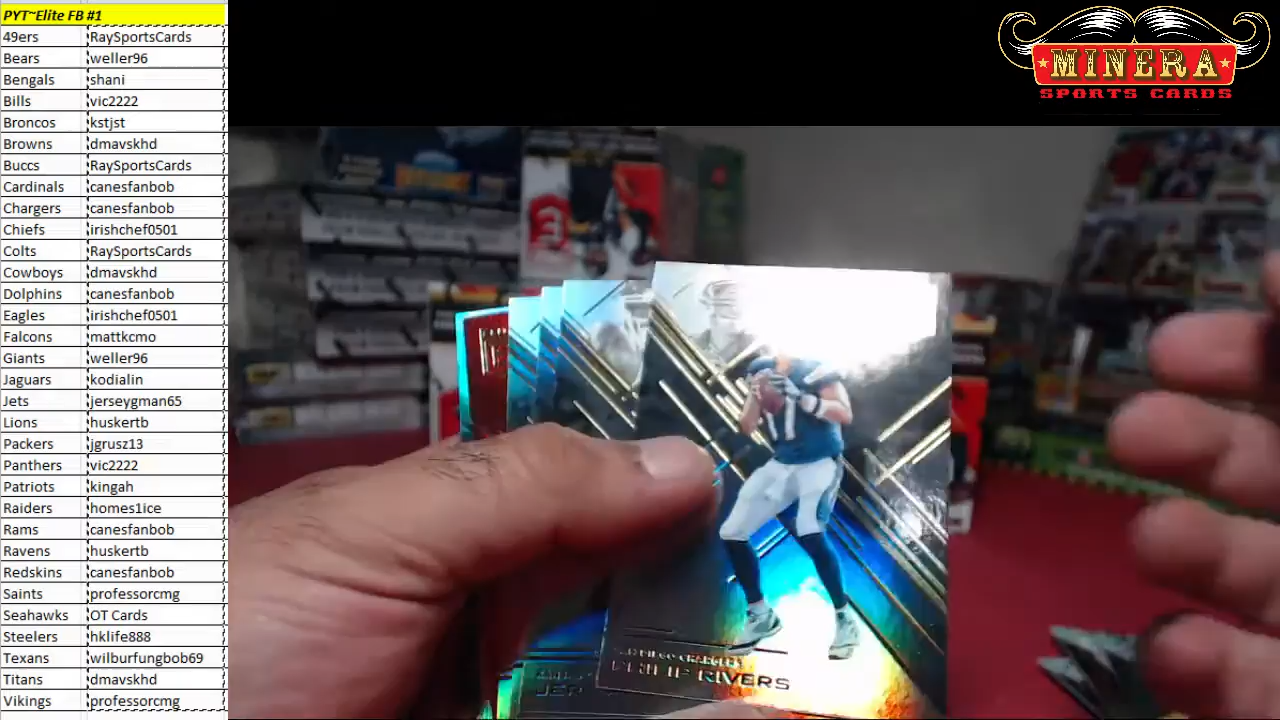 PYT~Elite FB #1
49ers RaySportsCards
Bears weller96
Bengals shani
Bills vic2222
Broncos kstjst
Browns dmavskhd
Buccs RaySportsCards
Cardinals canesfanbob
Chargers canesfanbob
Chiefs irishchef0501
Colts RaySportsCards
Cowboys dmavskhd
Dolphins canesfanbob
Eagles irishchef0501
Falcons mattkcmo
Giants weller96
Jaguars kodialin
Jets jerseygman65
Lions huskertb
Packers jgrusz13
Panthers vic2222
Patriots kingah
Raiders homes1ice
Rams canesfanbob
Ravens huskertb
Redskins canesfanbob
Saints professorcmg
Seahawks OT Cards
Steelers hklife888
Texans wilburfungbob69
Titans dmavskhd
Vikings professorcmg
MINERA
SPORTS CARDS
CHARGERS
RIVERS